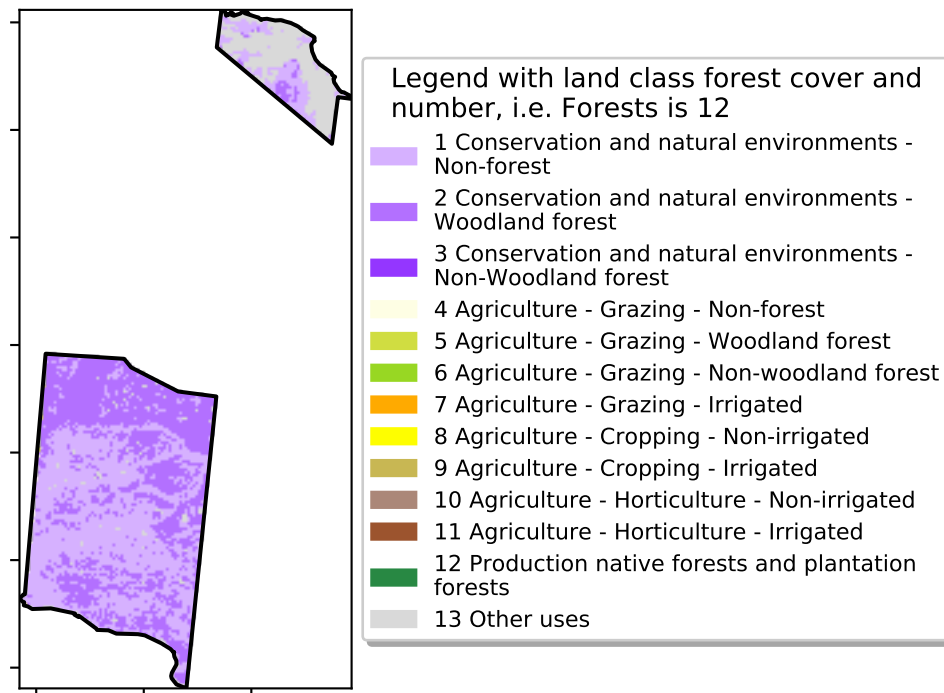 Legend with land class forest cover and
number, i.e. Forests is 12
1 Conservation and natural environments -
Non-forest
2 Conservation and natural environments -
Woodland forest
3 Conservation and natural environments -
Non-Woodland forest
4 Agriculture - Grazing - Non-forest
5 Agriculture - Grazing - Woodland forest
6 Agriculture - Grazing - Non-woodland forest
7 Agriculture - Grazing - Irrigated
8 Agriculture - Cropping - Non-irrigated
9 Agriculture - Cropping - Irrigated
10 Agriculture - Horticulture - Non-irrigated
11 Agriculture - Horticulture - Irrigated
12 Production native forests and plantation
forests
13 Other uses